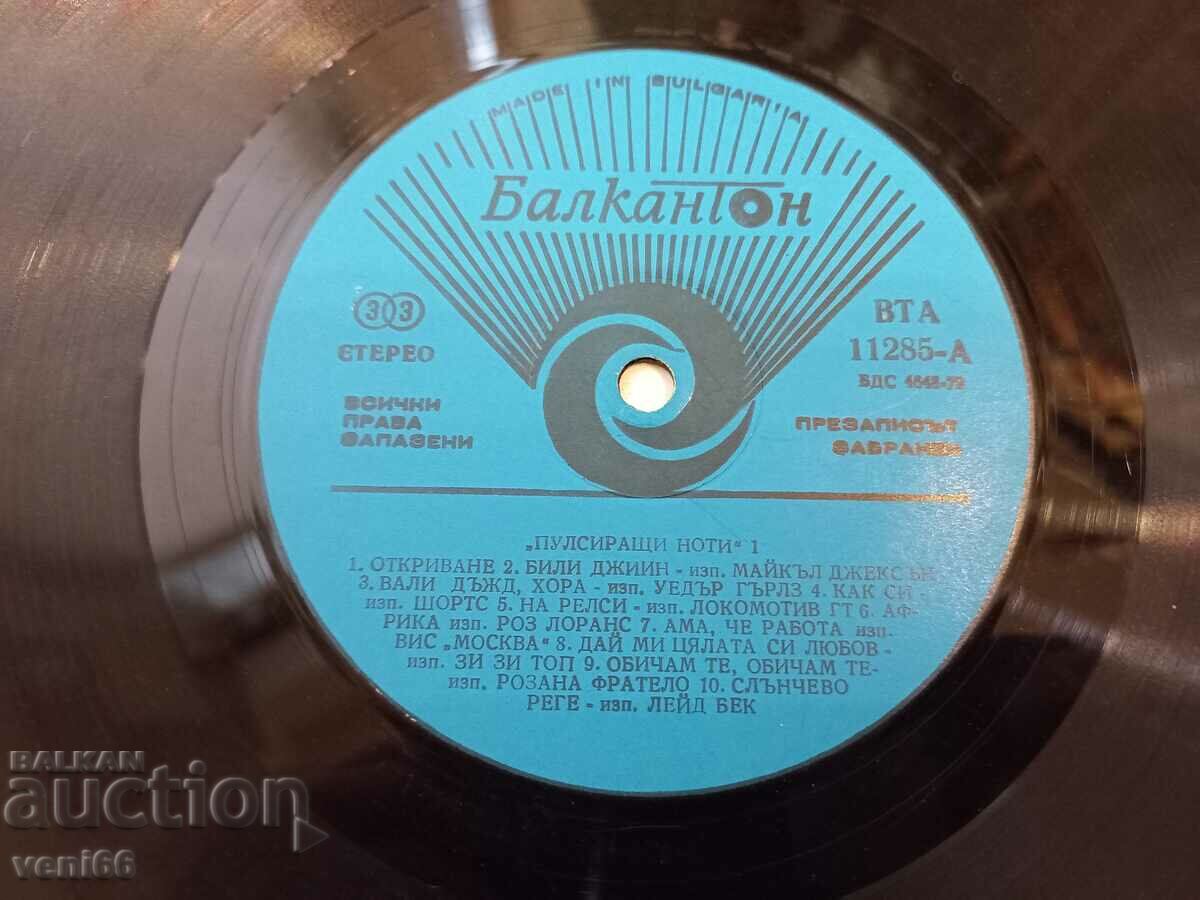 MADE IN BULGARIA
Балкантон
33
СТЕРЕО
ВСИЧКИ
ПРАВА
ЗАПАЗЕНИ
ВТА
11285-А
БДС
ПРЕЗАПИСЪТ
ЗАБРАНЕН
„ПУЛСИРАЩИ НОТИ“ 1
1. ОТКРИВАНЕ 2. БИЛИ ДЖИИН - изп. МАЙКЪЛ ДЖЕКСЪН
3. ВАЛИ ДЪЖД, ХОРА - изп. УЕДЪР ГЪРЛЗ 4. КАК СИ -
изп. ШОРТС 5. НА РЕЛСИ - изп. ЛОКОМОТИВ ГТ 6. АФ-
РИКА изп. РОЗ ЛОРАНС 7. АМА, ЧЕ РАБОТА изп.
ВИС „МОСКВА“ 8. ДАЙ МИ ЦЯЛАТА СИ ЛЮБОВ -
изп. ЗИ ЗИ ТОП 9. ОБИЧАМ ТЕ, ОБИЧАМ ТЕ-
изп. РОЗАНА ФРАТЕЛО 10. СЛЪНЧЕВО
РЕГЕ - изп. ЛЕЙД БЕК
BALKAN
auction
veni66